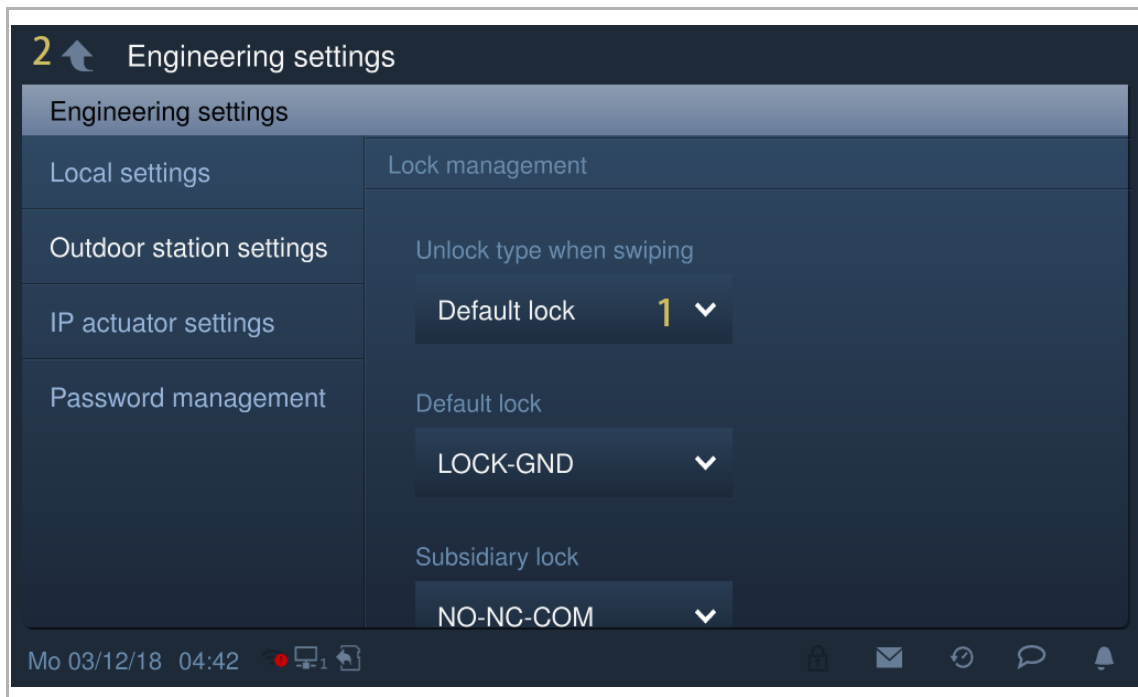 2 Engineering settings
Engineering settings
Local settings
Outdoor station settings
IP actuator settings
Password management
Lock management
Unlock type when swiping
Default lock 1
Default lock
LOCK-GND
Subsidiary lock
NO-NC-COM
Mo 03/12/18 04:42 1